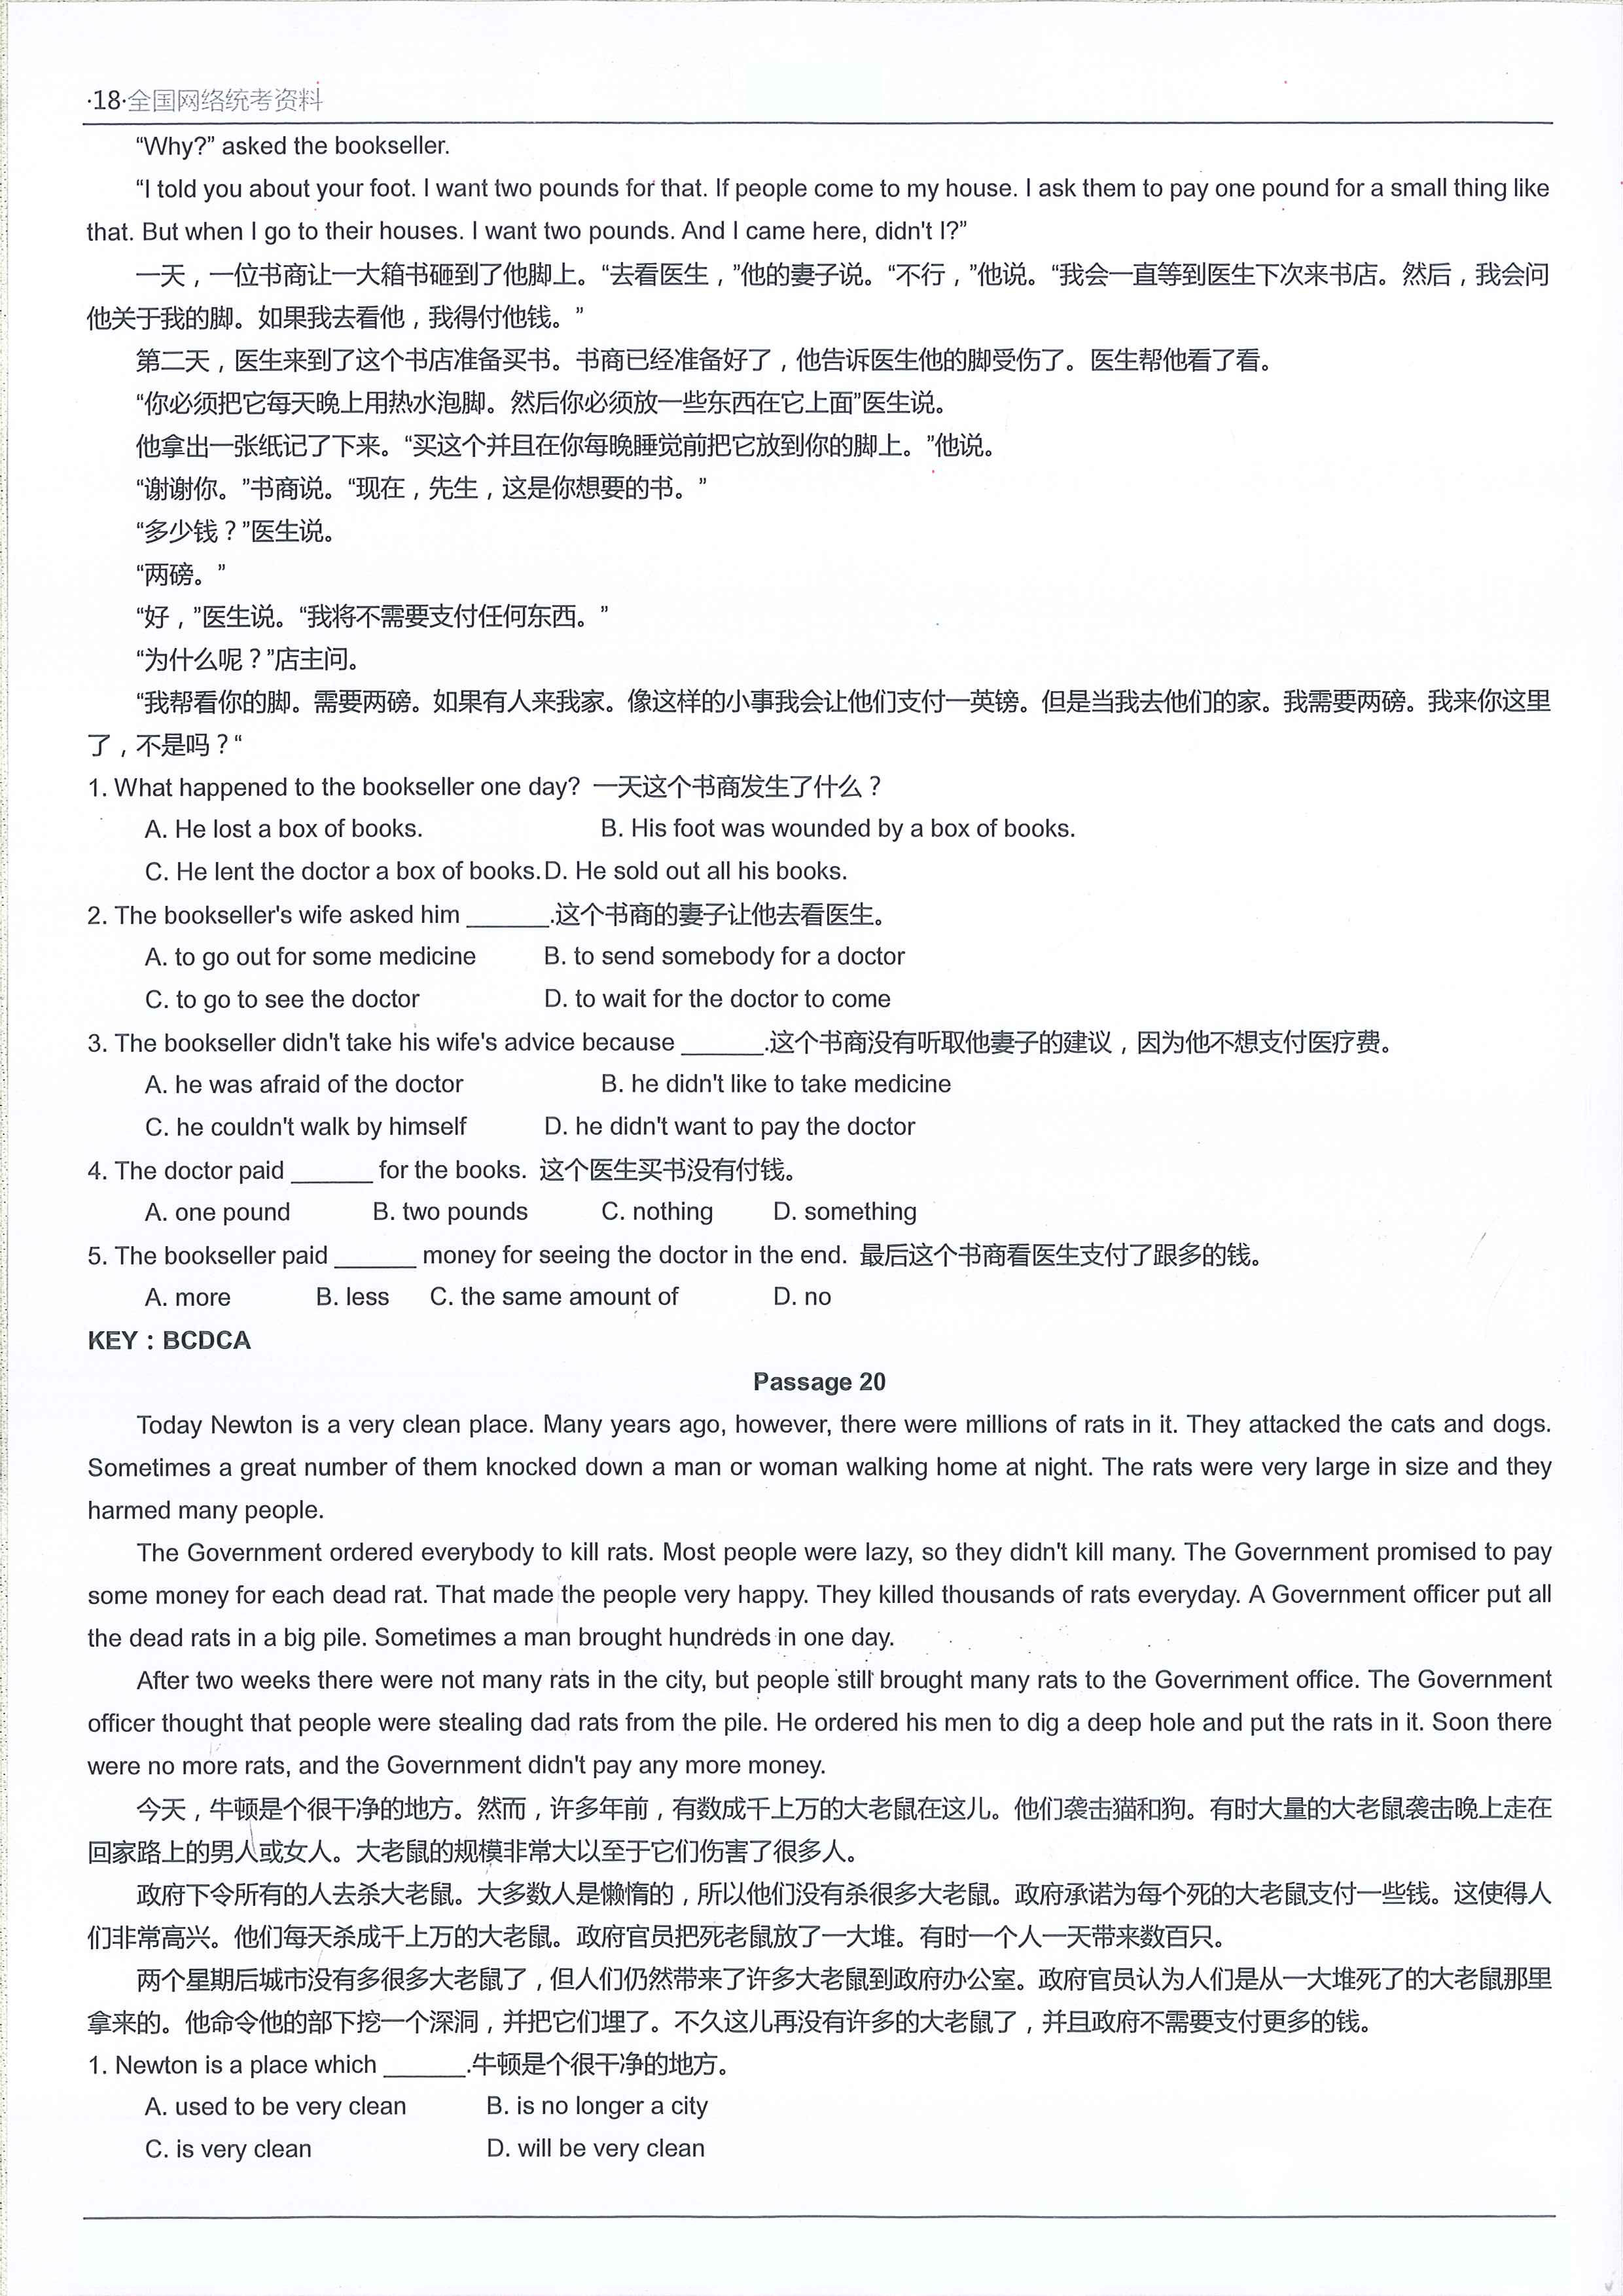 ·18·全国网络统考资料
“Why?” asked the bookseller.
“I told you about your foot. I want two pounds for that. If people come to my house. I ask them to pay one pound for a small thing like
that. But when I go to their houses. I want two pounds. And I came here, didn't I?”
一天，一位书商让一大箱书砸到了他脚上。“去看医生，”他的妻子说。“不行，”他说。“我会一直等到医生下次来书店。然后，我会问
他关于我的脚。如果我去看他，我得付他钱。”
第二天，医生来到了这个书店准备买书。书商已经准备好了，他告诉医生他的脚受伤了。医生帮他看了看。
“你必须把它每天晚上用热水泡脚。然后你必须放一些东西在它上面”医生说。
他拿出一张纸记了下来。“买这个并且在你每晚睡觉前把它放到你的脚上。”他说。
“谢谢你。”书商说。“现在，先生，这是你想要的书。”
“多少钱？”医生说。
“两磅。”
“好，”医生说。“我将不需要支付任何东西。”
“为什么呢？”店主问。
“我帮看你的脚。需要两磅。如果有人来我家。像这样的小事我会让他们支付一英镑。但是当我去他们的家。我需要两磅。我来你这里
了，不是吗？“
1. What happened to the bookseller one day? 一天这个书商发生了什么？
A. He lost a box of books. B. His foot was wounded by a box of books.
C. He lent the doctor a box of books. D. He sold out all his books.
2. The bookseller's wife asked him ______.这个书商的妻子让他去看医生。
A. to go out for some medicine B. to send somebody for a doctor
C. to go to see the doctor D. to wait for the doctor to come
3. The bookseller didn't take his wife's advice because ______.这个书商没有听取他妻子的建议，因为他不想支付医疗费。
A. he was afraid of the doctor B. he didn't like to take medicine
C. he couldn't walk by himself D. he didn't want to pay the doctor
4. The doctor paid ______ for the books. 这个医生买书没有付钱。
A. one pound B. two pounds C. nothing D. something
5. The bookseller paid ______ money for seeing the doctor in the end. 最后这个书商看医生支付了跟多的钱。
A. more B. less C. the same amount of D. no
KEY：BCDCA
Passage 20
Today Newton is a very clean place. Many years ago, however, there were millions of rats in it. They attacked the cats and dogs.
Sometimes a great number of them knocked down a man or woman walking home at night. The rats were very large in size and they
harmed many people.
The Government ordered everybody to kill rats. Most people were lazy, so they didn't kill many. The Government promised to pay
some money for each dead rat. That made the people very happy. They killed thousands of rats everyday. A Government officer put all
the dead rats in a big pile. Sometimes a man brought hundreds in one day.
After two weeks there were not many rats in the city, but people still brought many rats to the Government office. The Government
officer thought that people were stealing dad rats from the pile. He ordered his men to dig a deep hole and put the rats in it. Soon there
were no more rats, and the Government didn't pay any more money.
今天，牛顿是个很干净的地方。然而，许多年前，有数成千上万的大老鼠在这儿。他们袭击猫和狗。有时大量的大老鼠袭击晚上走在
回家路上的男人或女人。大老鼠的规模非常大以至于它们伤害了很多人。
政府下令所有的人去杀大老鼠。大多数人是懒惰的，所以他们没有杀很多大老鼠。政府承诺为每个死的大老鼠支付一些钱。这使得人
们非常高兴。他们每天杀成千上万的大老鼠。政府官员把死老鼠放了一大堆。有时一个人一天带来数百只。
两个星期后城市没有多很多大老鼠了，但人们仍然带来了许多大老鼠到政府办公室。政府官员认为人们是从一大堆死了的大老鼠那里
拿来的。他命令他的部下挖一个深洞，并把它们埋了。不久这儿再没有许多的大老鼠了，并且政府不需要支付更多的钱。
1. Newton is a place which ______.牛顿是个很干净的地方。
A. used to be very clean B. is no longer a city
C. is very clean D. will be very clean